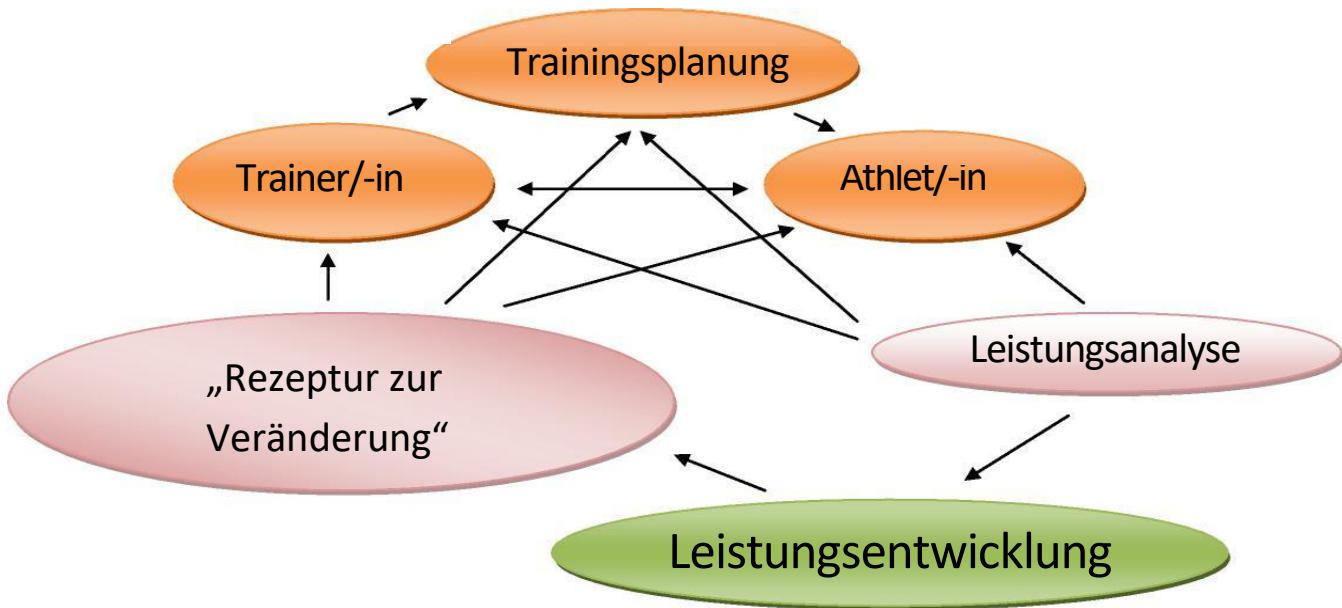 Trainingsplanung
Trainer/-in
Athlet/-in
Leistungsanalyse
„Rezeptur zur
Veränderung“
Leistungsentwicklung